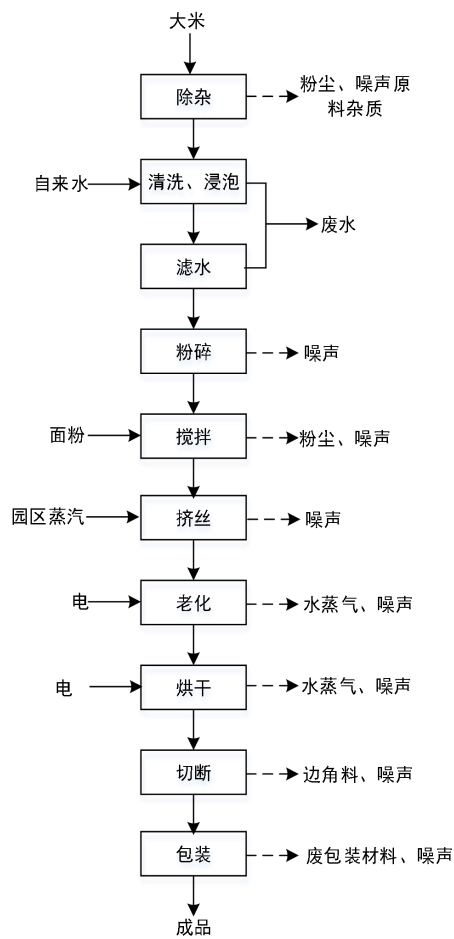 大米
除杂
粉尘、噪声原
料杂质
自来水
清洗、浸泡
废水
滤水
粉碎
噪声
面粉
搅拌
粉尘、噪声
园区蒸汽
挤丝
噪声
电
老化
水蒸气、噪声
电
烘干
水蒸气、噪声
切断
边角料、噪声
包装
废包装材料、噪声
成品